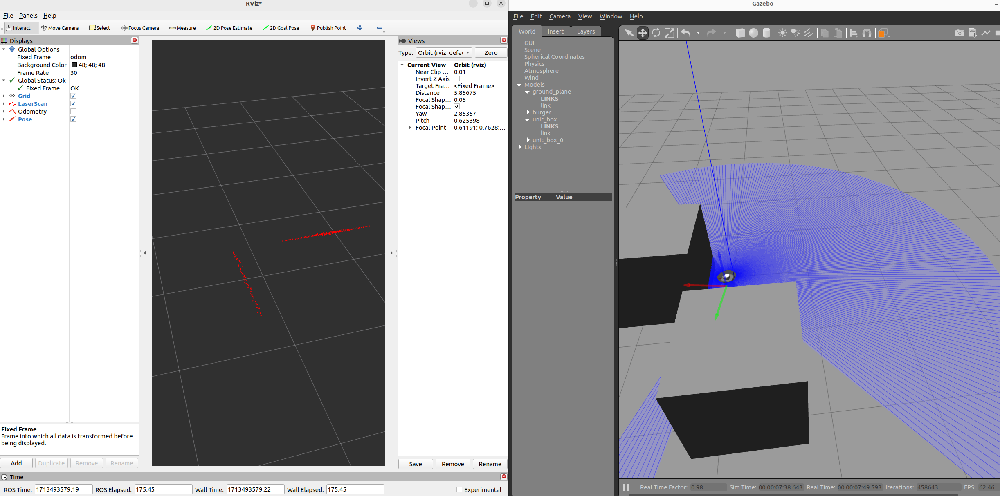 RViz*
File Panels Help
Interact Move Camera Select Focus Camera Measure 2D Pose Estimate 2D Goal Pose Publish Point
Displays
Global Options
Fixed Frame odom
Background Color 48; 48; 48
Frame Rate 30
Global Status: Ok
Fixed Frame OK
Grid
LaserScan
Odometry
Pose
Fixed Frame
Frame into which all data is transformed before
being displayed.
Add Duplicate Remove Rename
Views
Type: Orbit (rviz_defau Zero
Current View Orbit (rviz)
Near Clip ... 0.01
Invert Z Axis
Target Fra... <Fixed Frame>
Distance 5.85675
Focal Shap... 0.05
Focal Shap...
Yaw 2.85357
Pitch 0.625398
Focal Point 0.61191; 0.7628;...
Save Remove Rename
Time
ROS Time: 1713493579.19 ROS Elapsed: 175.45 Wall Time: 1713493579.22 Wall Elapsed: 175.45 Experimental
Gazebo
File Edit Camera View Window Help
World Insert Layers
LOG
GUI
Scene
Spherical Coordinates
Physics
Atmosphere
Wind
Models
ground_plane
LINKS
link
burger
unit_box
LINKS
link
unit_box_0
Lights
Property Value
Real Time Factor: 0.98 Sim Time: 00 00:07:38.643 Real Time: 00 00:07:49.593 Iterations: 458643 FPS: 62.46